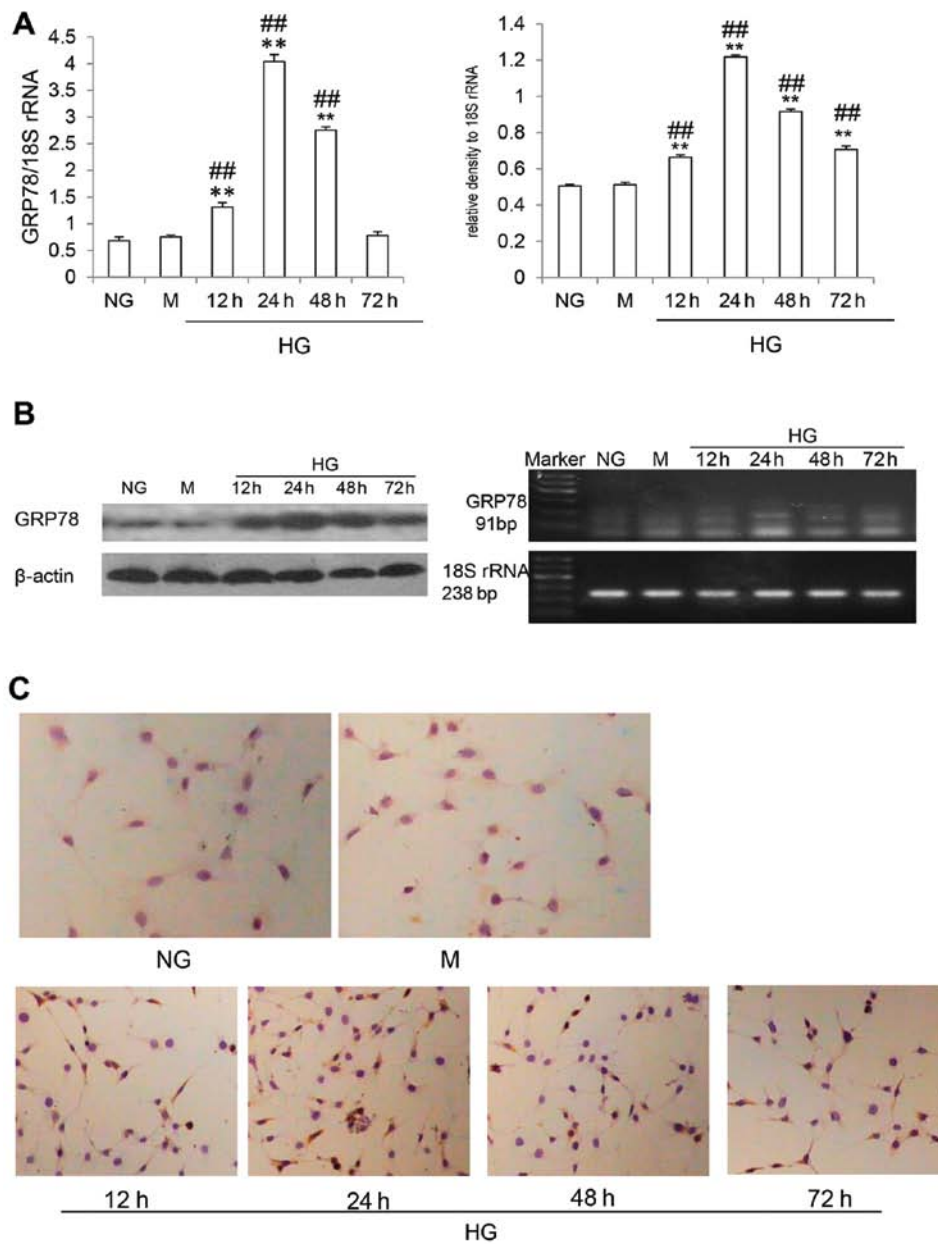 A
GRP78/18S rRNA
4.5
4
3.5
3
2.5
2
1.5
1
0.5
0
## ** ## ** ## **
NG M 12 h 24 h 48 h 72 h
HG
relative density to 18S rRNA
1.4
1.2
1
0.8
0.6
0.4
0.2
0
## ** ## ** ## ** ## **
NG M 12 h 24 h 48 h 72 h
HG
B
HG
NG M 12h 24h 48h 72h
GRP78
β-actin
HG
Marker NG M 12h 24h 48h 72h
GRP78
91bp
18S rRNA
238 bp
C
NG M
12 h 24 h 48 h 72 h
HG